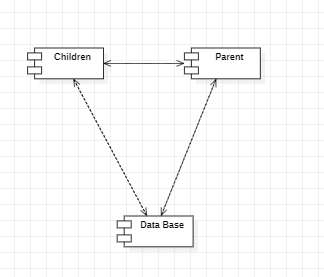 Children
Parent
Data Base